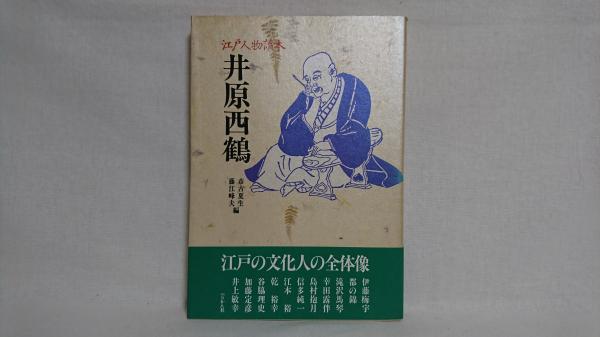 江戸人物読本
井原西鶴
市古夏生
藤江峰夫
編
江戸の文化人の全体像
伊藤梅宇
都の錦
滝沢馬琴
幸田露伴
島村抱月
信多純一
江本 裕
乾 裕幸
谷脇理史
加藤定彦
井上敏幸